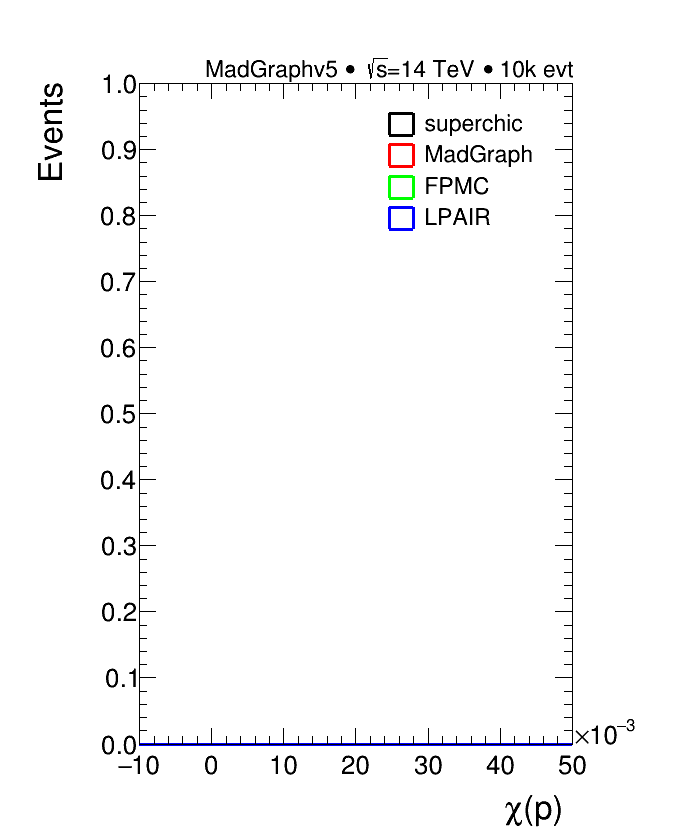 MadGraphv5 • √s=14 TeV • 10k evt
Events
superchic
MadGraph
FPMC
LPAIR
1.0
0.9
0.8
0.7
0.6
0.5
0.4
0.3
0.2
0.1
0.0
−10 0 10 20 30 40 50
×10⁻³
χ(p)